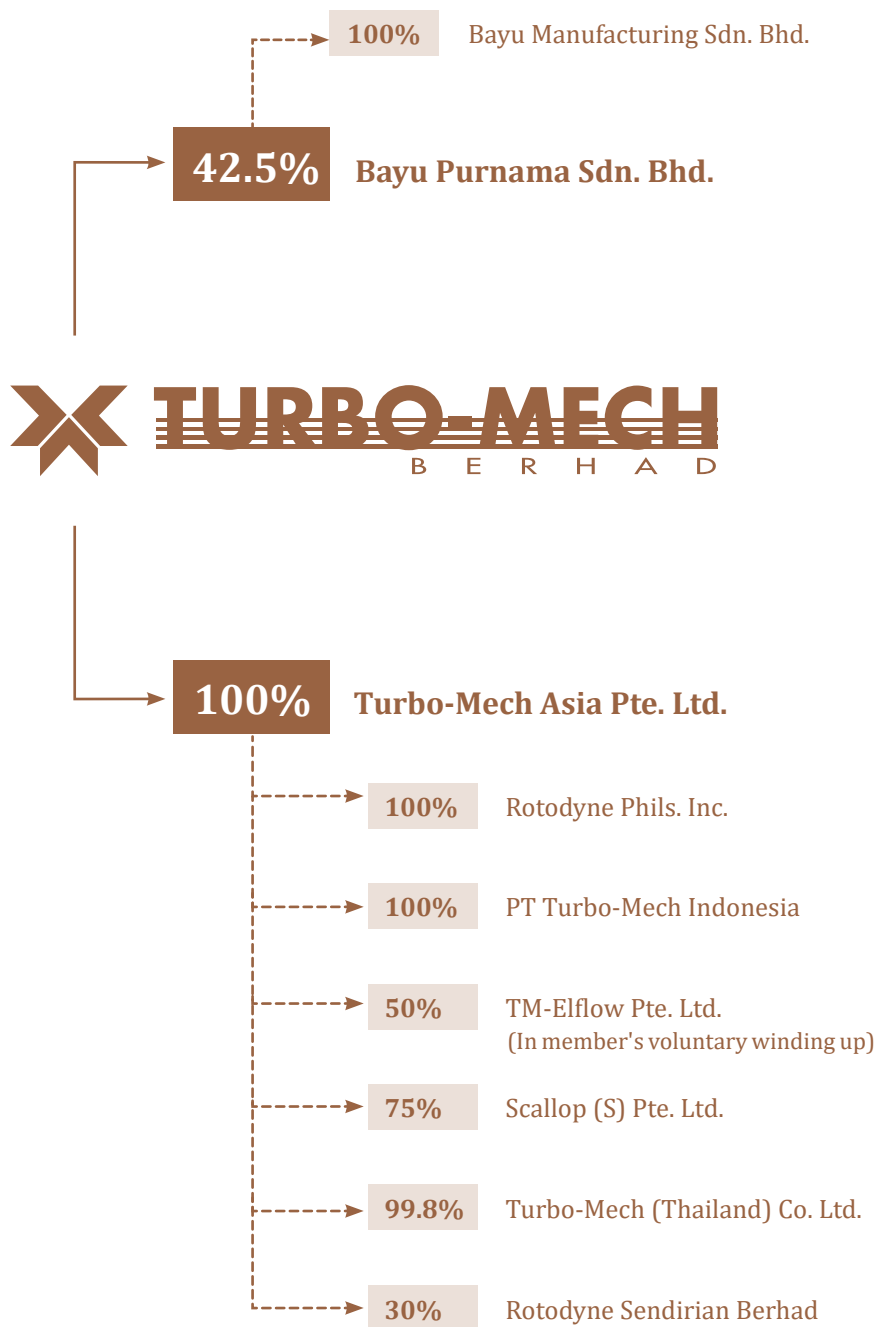 100% Bayu Manufacturing Sdn. Bhd.
42.5% Bayu Purnama Sdn. Bhd.
TURBO-MECH
BERHAD
100% Turbo-Mech Asia Pte. Ltd.
100% Rotodyne Phils. Inc.
100% PT Turbo-Mech Indonesia
50% TM-Elflow Pte. Ltd.
(In member's voluntary winding up)
75% Scallop (S) Pte. Ltd.
99.8% Turbo-Mech (Thailand) Co. Ltd.
30% Rotodyne Sendirian Berhad